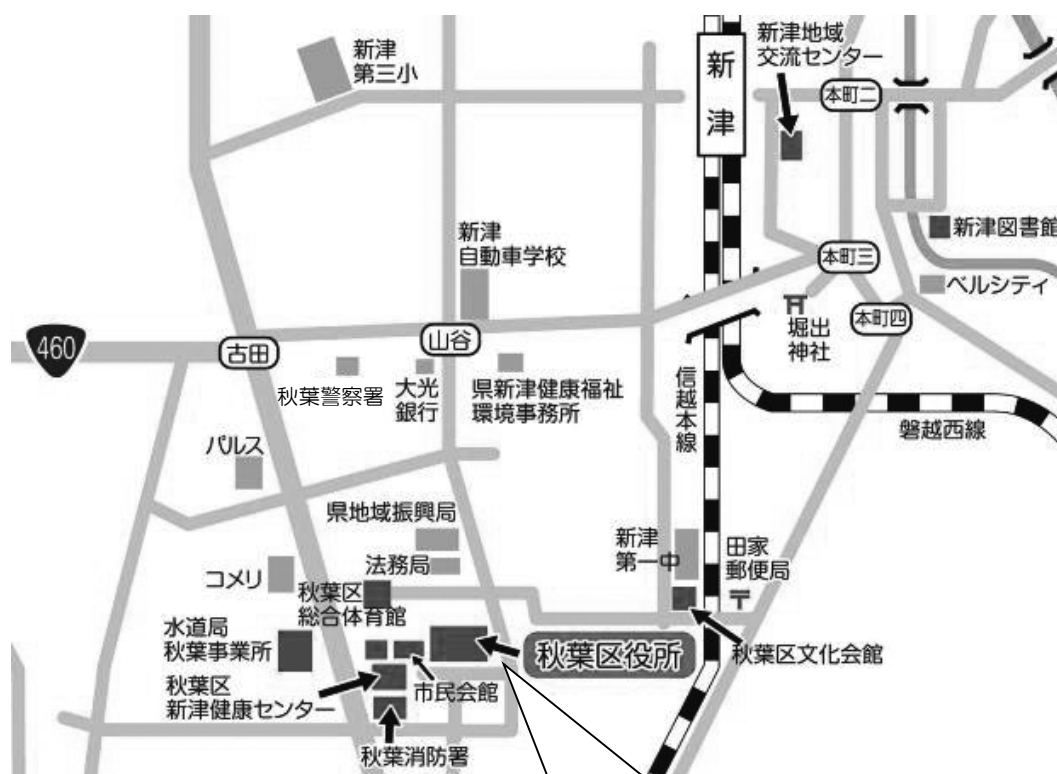 新津
第三小
新
津
新津地域
交流センター
本町二
新津図書館
新津
自動車学校
本町三
ベルシティ
堀出
神社
本町四
460
古田
山谷
秋葉警察署
大光
銀行
県新津健康福祉
環境事務所
信越本線
磐越西線
パルス
県地域振興局
法務局
新津
第一中
田家
郵便局
コメリ
秋葉区
総合体育館
水道局
秋葉事業所
秋葉区役所
秋葉区文化会館
秋葉区
新津健康センター
市民会館
秋葉消防署